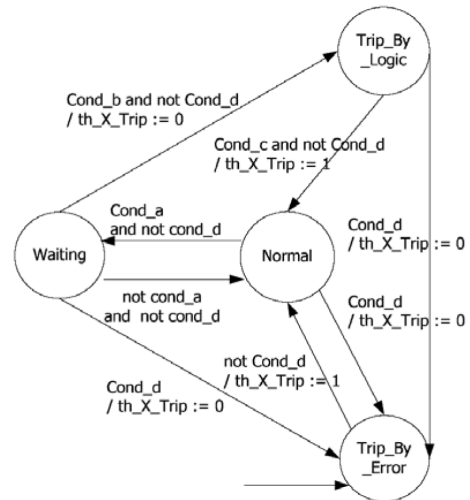 Trip_By
_Logic
Cond_b and not Cond_d
/ th_X_Trip := 0
Cond_c and not Cond_d
/ th_X_Trip := 1
Cond_a
and not cond_d
Waiting
Normal
Cond_d
/ th_X_Trip := 0
not cond_a
and not cond_d
Cond_d
/ th_X_Trip := 0
not Cond_d
/ th_X_Trip := 1
Cond_d
/ th_X_Trip := 0
Trip_By
_Error